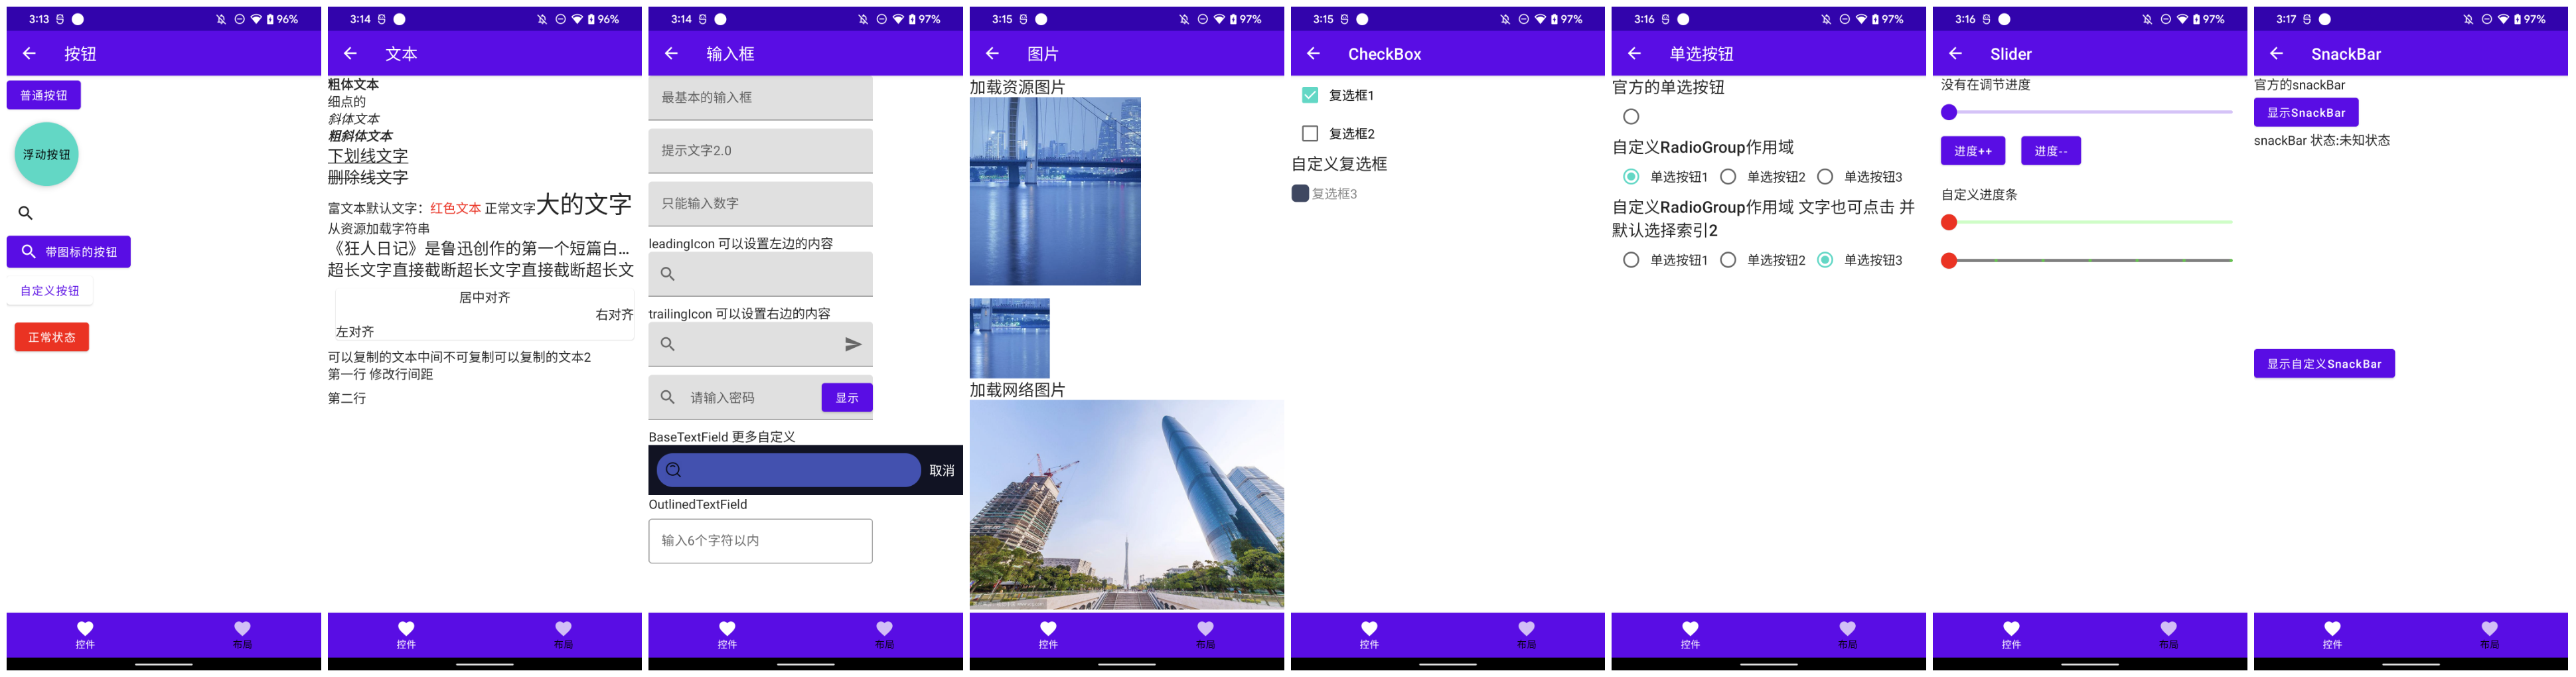 3:13
96%
按钮
普通按钮
浮动按钮
带图标的按钮
自定义按钮
正常状态
控件
布局
3:14
96%
文本
粗体文本
细点的
斜体文本
粗斜体文本
下划线文字
删除线文字
富文本默认文字：红色文本 正常文字大的文字
从资源加载字符串
《狂人日记》是鲁迅创作的第一个短篇白...
超长文字直接截断超长文字直接截断超长文
居中对齐
右对齐
左对齐
可以复制的文本中间不可复制可以复制的文本2
第一行 修改行间距
第二行
控件
布局
3:14
97%
输入框
最基本的输入框
提示文字2.0
只能输入数字
leadingIcon 可以设置左边的内容
trailingIcon 可以设置右边的内容
请输入密码
显示
BaseTextField 更多自定义
取消
OutlinedTextField
输入6个字符以内
控件
布局
3:15
97%
图片
加载资源图片
加载网络图片
控件
布局
3:15
97%
CheckBox
复选框1
复选框2
自定义复选框
复选框3
控件
布局
3:16
97%
单选按钮
官方的单选按钮
自定义RadioGroup作用域
单选按钮1 单选按钮2 单选按钮3
自定义RadioGroup作用域 文字也可点击 并
默认选择索引2
单选按钮1 单选按钮2 单选按钮3
控件
布局
3:16
97%
Slider
没有在调节进度
进度++ 进度--
自定义进度条
控件
布局
3:17
97%
SnackBar
官方的snackBar
显示SnackBar
snackBar 状态:未知状态
显示自定义SnackBar
控件
布局